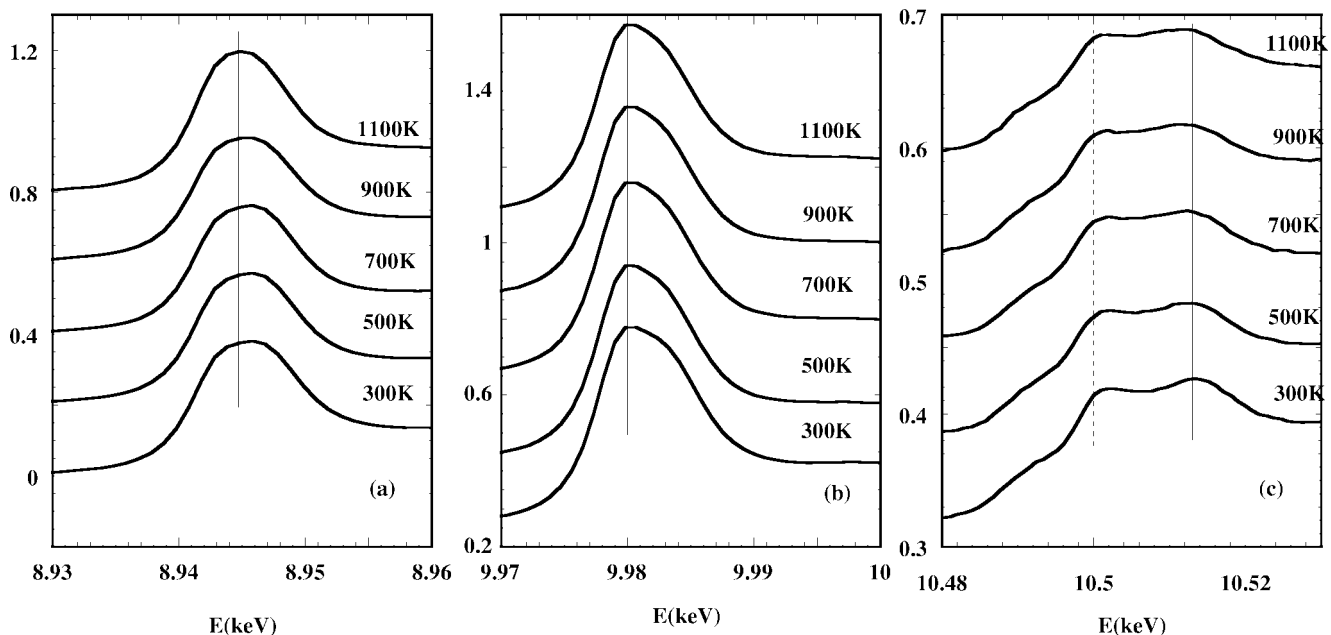 1.2
0.8
0.4
0
1100K
900K
700K
500K
300K
(a)
8.93 8.94 8.95 8.96
E(keV)
1.4
1
0.6
0.2
1100K
900K
700K
500K
300K
(b)
9.97 9.98 9.99 10
E(keV)
0.7
0.6
0.5
0.4
0.3
1100K
900K
700K
500K
300K
(c)
10.48 10.5 10.52
E(keV)